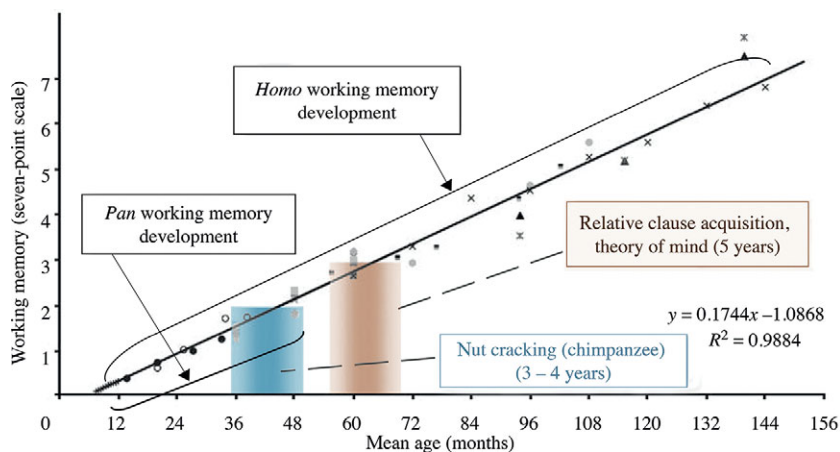 7
6
5
4
3
2
1
0
Working memory (seven-point scale)
Homo working memory
development
Pan working memory
development
Relative clause acquisition,
theory of mind (5 years)
y = 0.1744x –1.0868
R² = 0.9884
Nut cracking (chimpanzee)
(3 – 4 years)
12 24 36 48 60 72 84 96 108 120 132 144 156
Mean age (months)